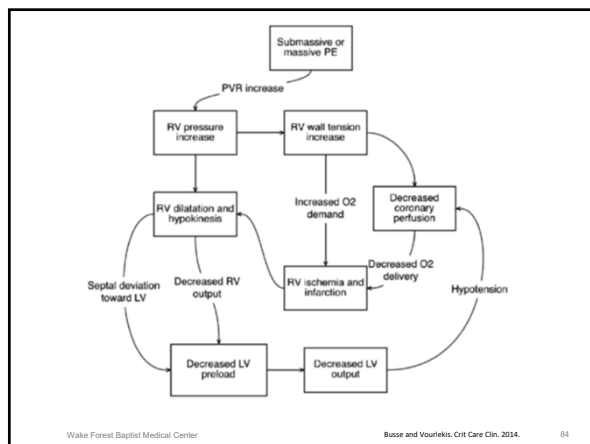 Submassive or
massive PE
PVR increase
RV pressure
increase
RV wall tension
increase
Increased O2
demand
Decreased
coronary
perfusion
RV dilatation and
hypokinesis
Decreased RV
output
Septal deviation
toward LV
RV ischemia and
infarction
Decreased O2
delivery
Hypotension
Decreased LV
preload
Decreased LV
output
Wake Forest Baptist Medical Center
Busse and Vourlekis. Crit Care Clin. 2014.
84